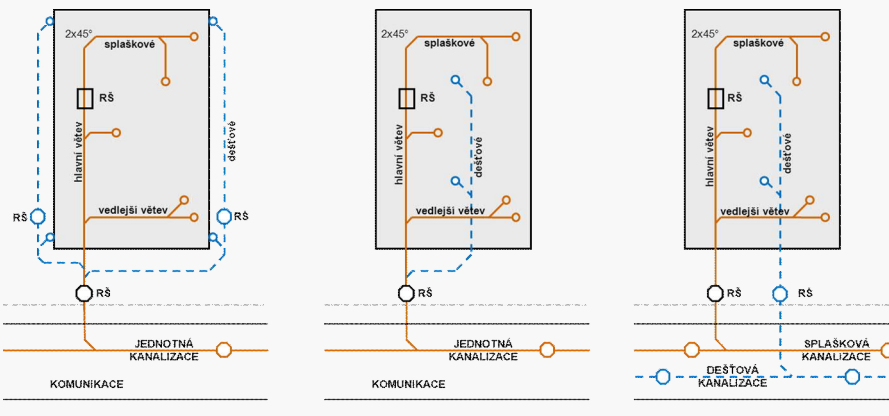 2x45°
splaškové
RŠ
hlavní větev
dešťové
vedlejší větev
RŠ
RŠ
RŠ
JEDNOTNÁ
KANALIZACE
KOMUNIKACE
2x45°
splaškové
RŠ
hlavní větev
dešťové
vedlejší větev
RŠ
JEDNOTNÁ
KANALIZACE
KOMUNIKACE
2x45°
splaškové
RŠ
hlavní větev
dešťové
vedlejší větev
RŠ
RŠ
SPLAŠKOVÁ
KANALIZACE
DEŠŤOVÁ
KANALIZACE